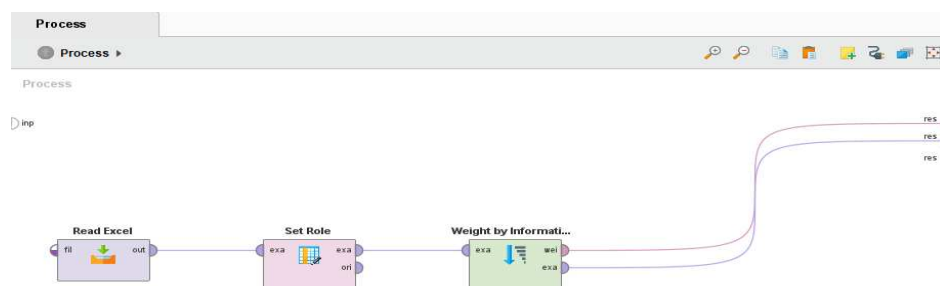 Process
Process
Process
inp
res
res
res
Read Excel
Set Role
Weight by Informati...
fil
out
exa
exa
exa
wei
ori
exa